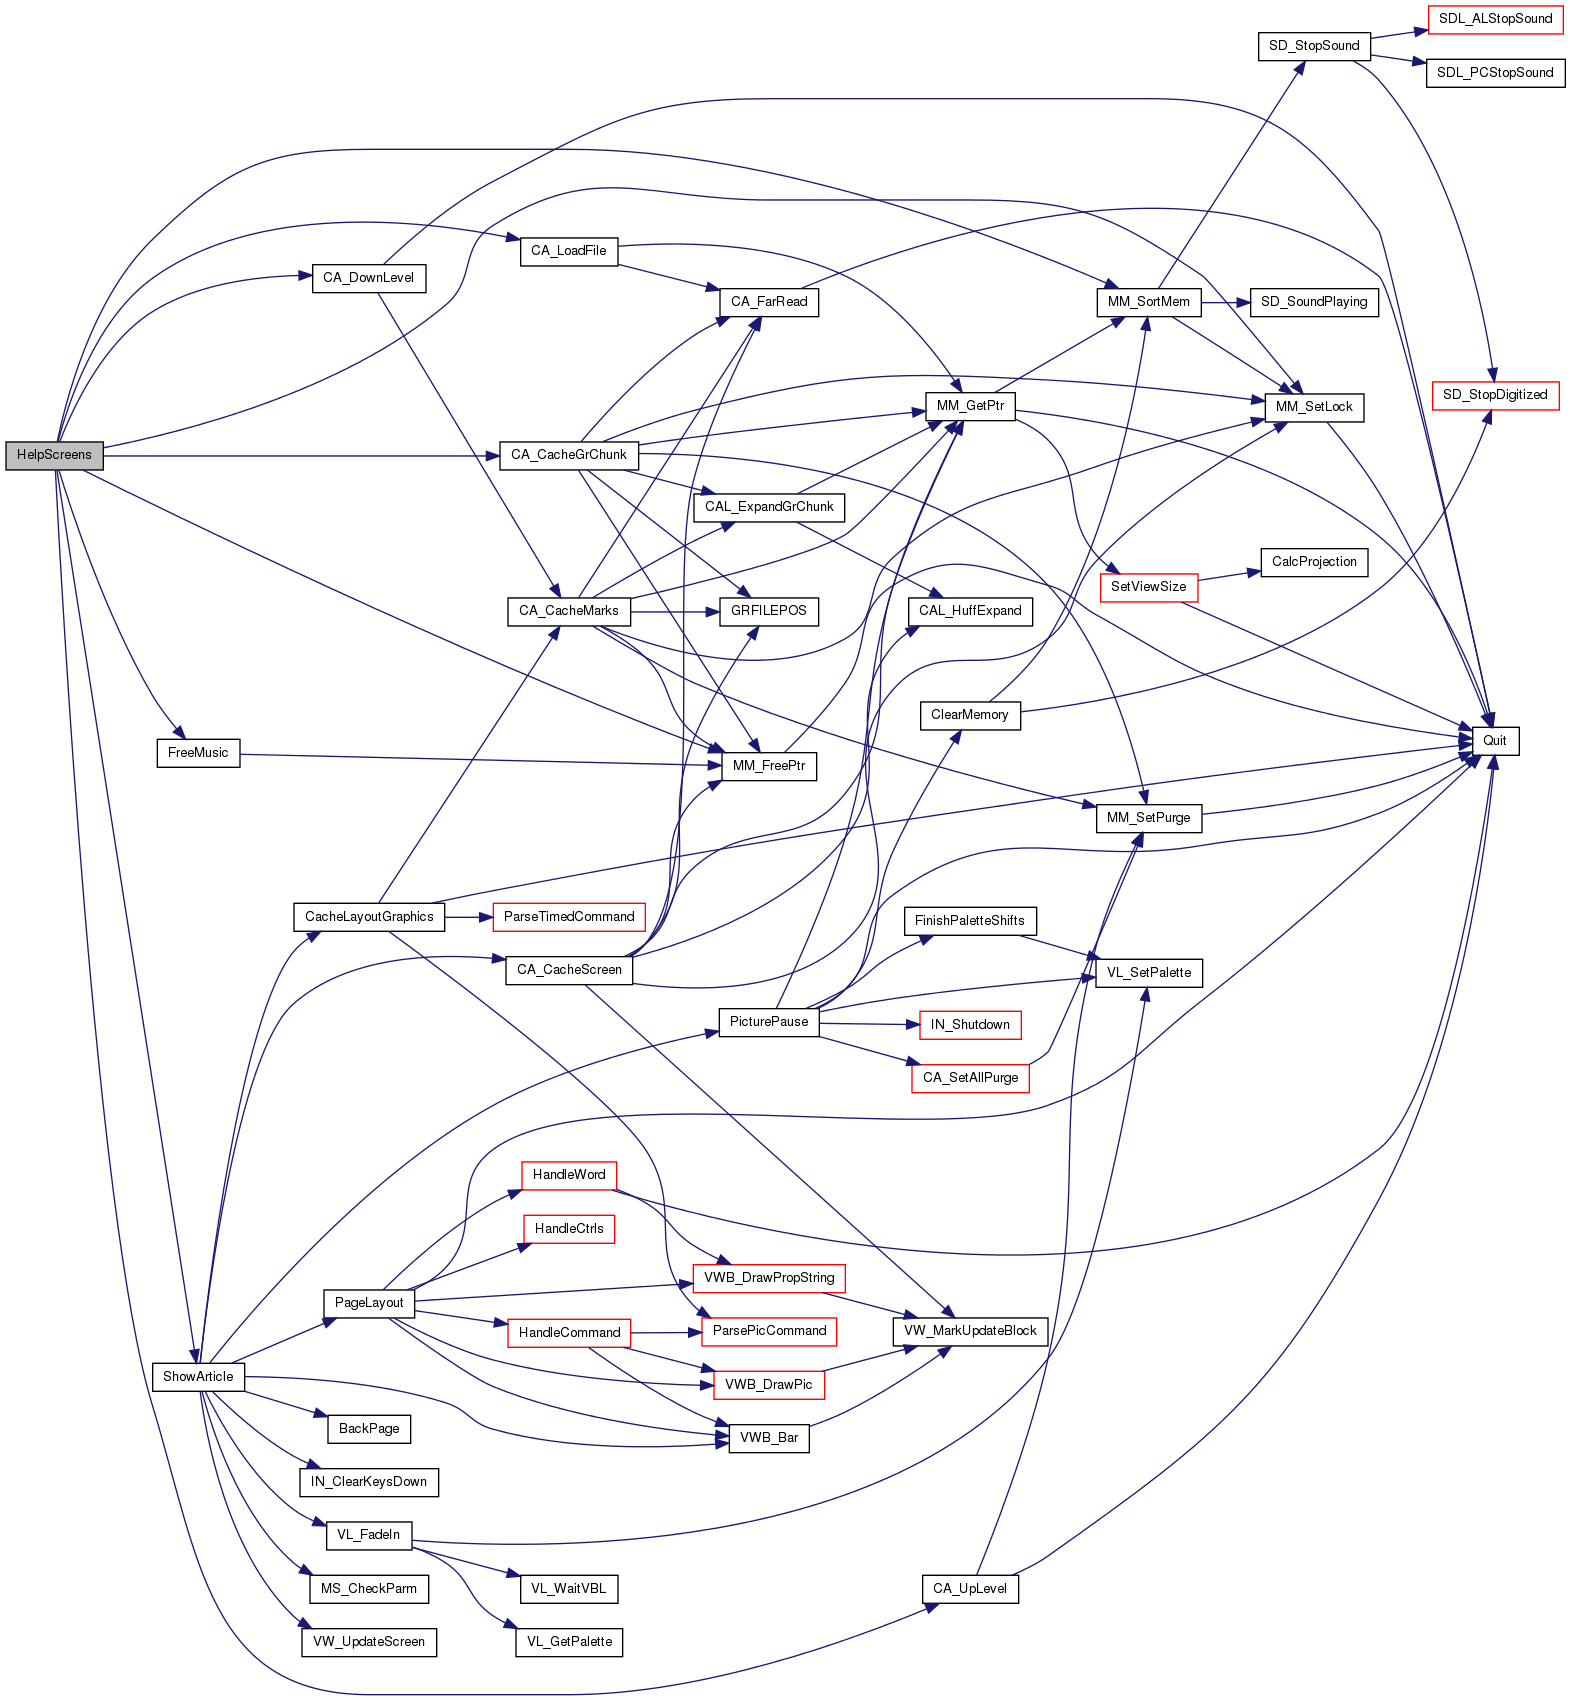 SDL_ALStopSound
SD_StopSound
SDL_PCStopSound
CA_LoadFile
CA_DownLevel
CA_FarRead
MM_SortMem
SD_SoundPlaying
SD_StopDigitized
MM_GetPtr
MM_SetLock
HelpScreens
CA_CacheGrChunk
CAL_ExpandGrChunk
CalcProjection
SetViewSize
CA_CacheMarks
GRFILEPOS
CAL_HuffExpand
ClearMemory
Quit
FreeMusic
MM_FreePtr
MM_SetPurge
CacheLayoutGraphics
ParseTimedCommand
FinishPaletteShifts
CA_CacheScreen
VL_SetPalette
PicturePause
IN_Shutdown
CA_SetAllPurge
HandleWord
HandleCtrls
VWB_DrawPropString
PageLayout
HandleCommand
ParsePicCommand
VW_MarkUpdateBlock
ShowArticle
VWB_DrawPic
BackPage
VWB_Bar
IN_ClearKeysDown
VL_FadeIn
MS_CheckParm
VL_WaitVBL
CA_UpLevel
VW_UpdateScreen
VL_GetPalette